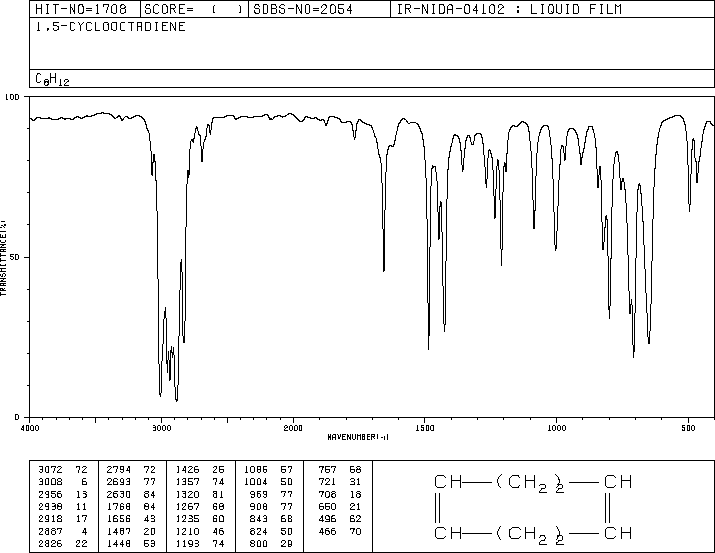 HIT-NO=1708 SCORE= ( ) SDBS-NO=2054 IR-NIDA-04102 : LIQUID FILM
1,5-CYCLOOCTADIENE
C8H12
100
50
0
TRANSMITTANCE(%)
4000 3000 2000 1500 1000 500
3072 72 2794 72 1426 25 1086 57 757 68
3008 6 2693 77 1357 74 1004 50 721 31
2956 13 2630 84 1320 81 969 77 708 18
2938 11 1768 84 1267 68 908 77 650 21
2918 17 1656 43 1235 60 843 68 496 62
2887 4 1487 20 1210 46 824 50 466 70
2826 22 1448 53 1193 74 800 29
CH (CH2)2 CH
CH (CH2)2 CH